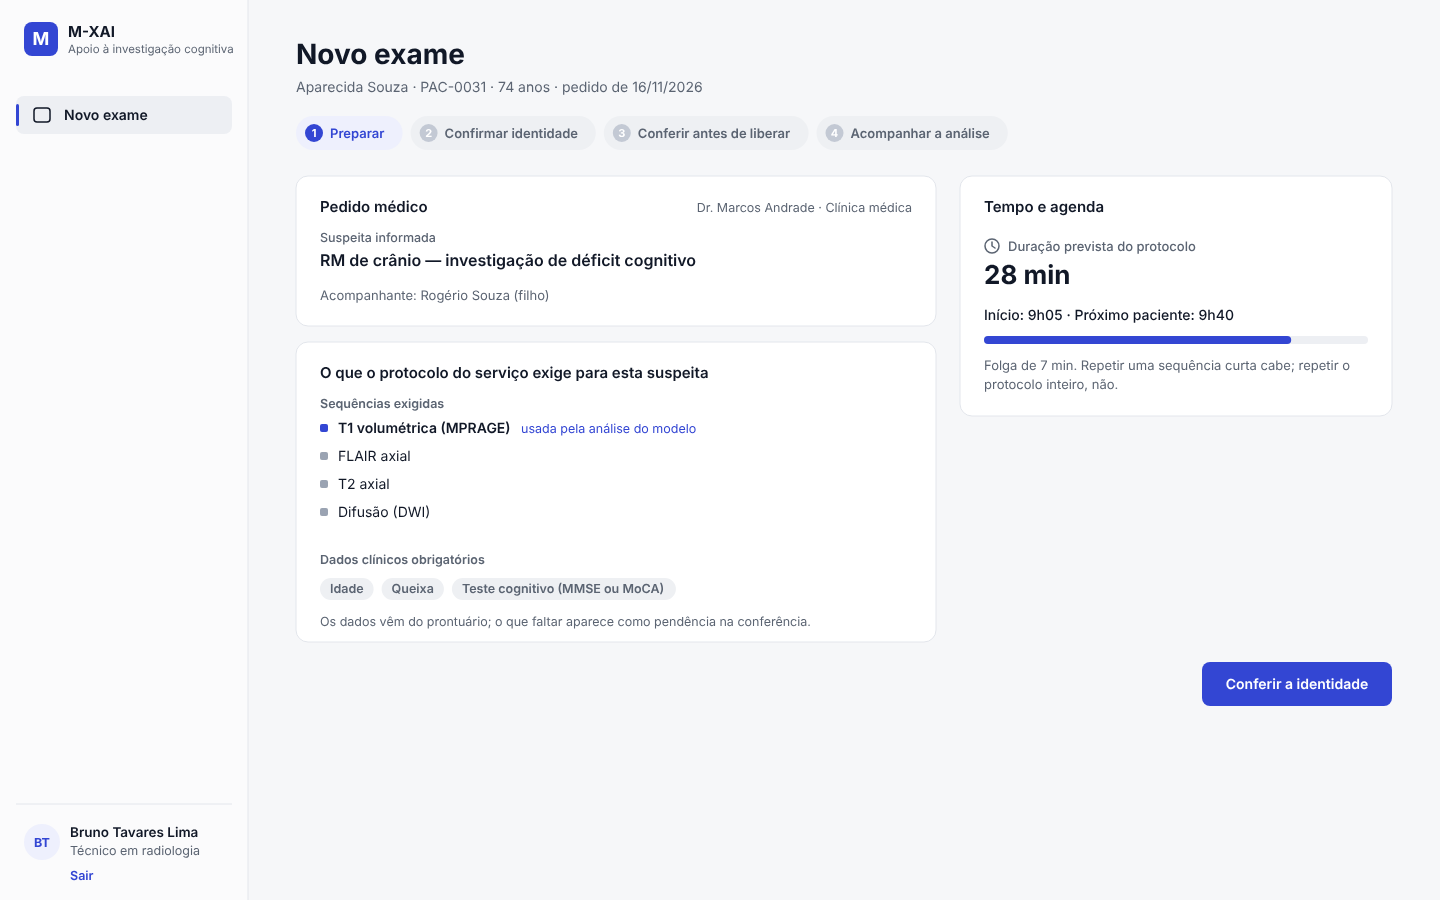 M
M-XAI
Apoio à investigação cognitiva
Novo exame
Bruno Tavares Lima
BT
Técnico em radiologia
Sair
Novo exame
Aparecida Souza · PAC-0031 · 74 anos · pedido de 16/11/2026
1 Preparar
2 Confirmar identidade
3 Conferir antes de liberar
4 Acompanhar a análise
Pedido médico
Dr. Marcos Andrade · Clínica médica
Suspeita informada
RM de crânio — investigação de déficit cognitivo
Acompanhante: Rogério Souza (filho)
O que o protocolo do serviço exige para esta suspeita
Sequências exigidas
T1 volumétrica (MPRAGE) usada pela análise do modelo
FLAIR axial
T2 axial
Difusão (DWI)
Dados clínicos obrigatórios
Idade
Queixa
Teste cognitivo (MMSE ou MoCA)
Os dados vêm do prontuário; o que faltar aparece como pendência na conferência.
Tempo e agenda
Duração prevista do protocolo
28 min
Início: 9h05 · Próximo paciente: 9h40
Folga de 7 min. Repetir uma sequência curta cabe; repetir o
protocolo inteiro, não.
Conferir a identidade